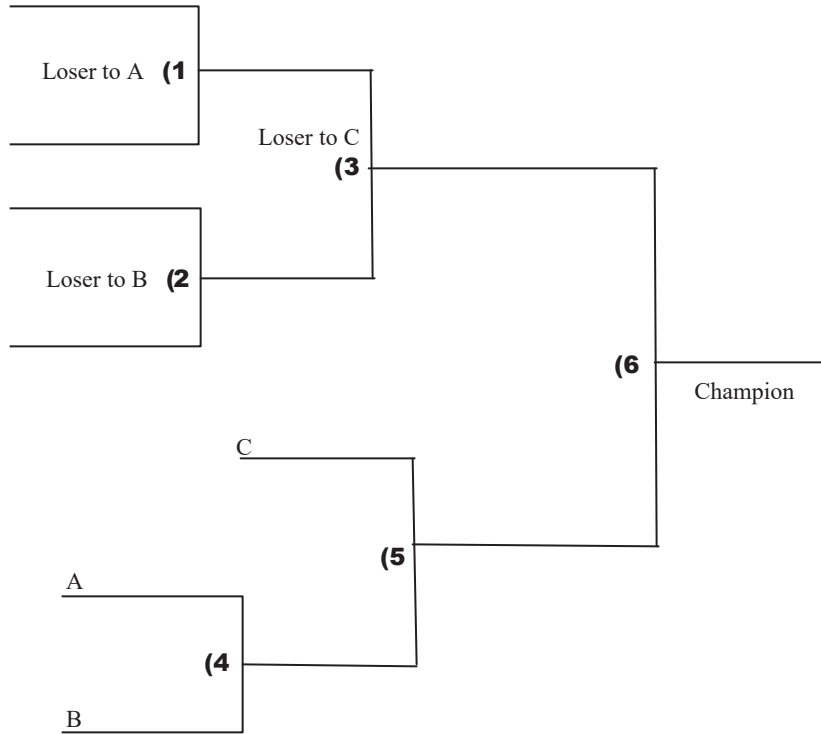 Loser to A (1
Loser to C
(3
Loser to B (2
(6
Champion
C
(5
A
(4
B